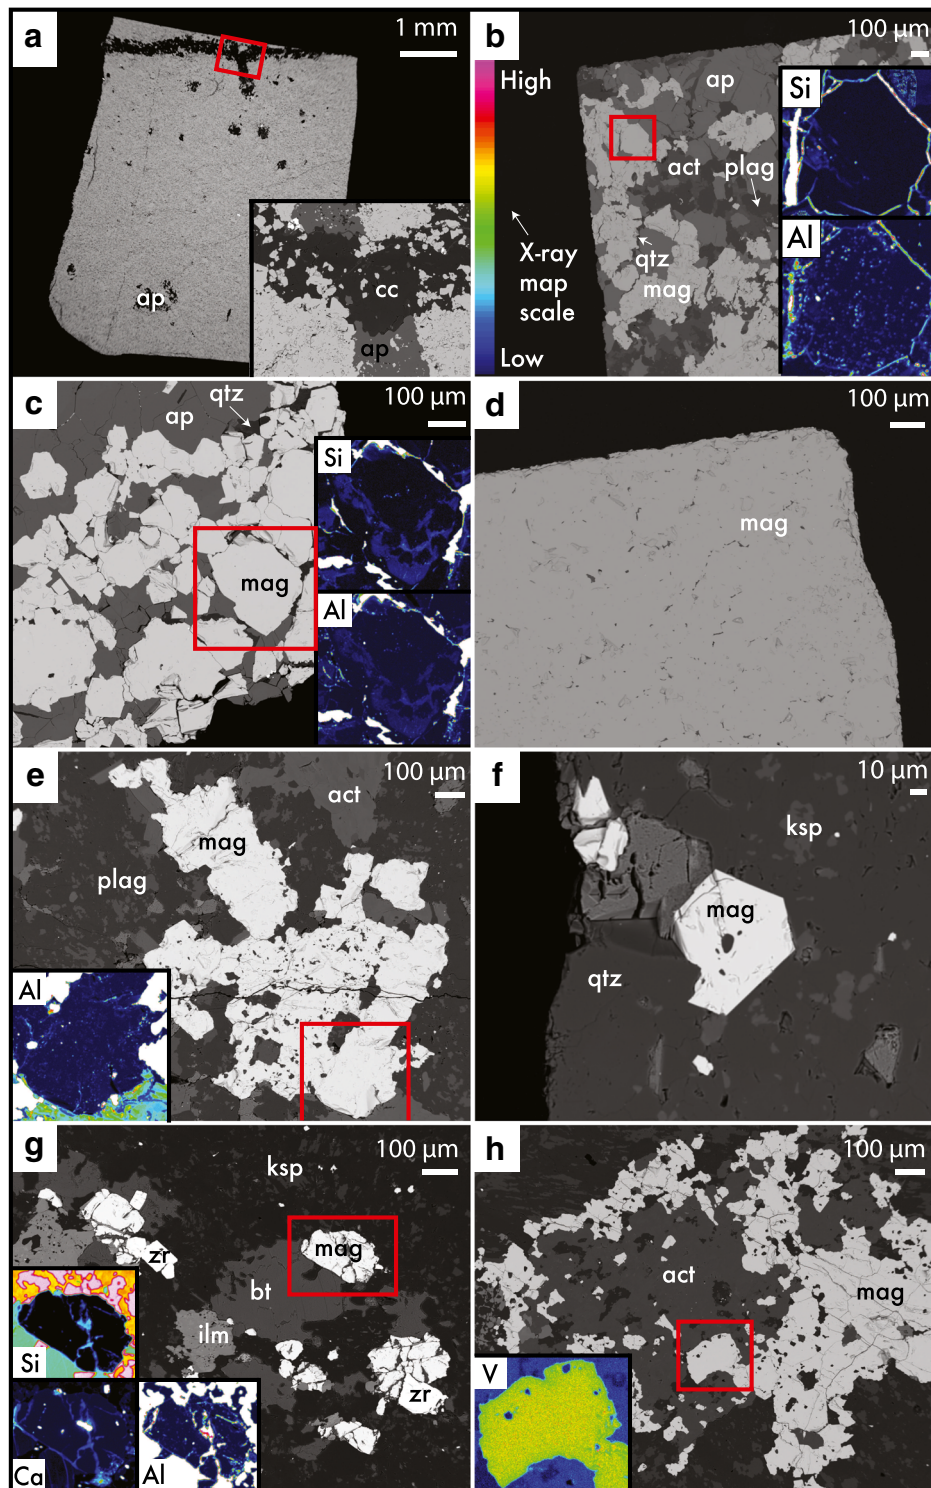 a
1 mm
ap
cc
ap
b
100 µm
High
ap
Si
act
plag
X-ray
map
scale
qtz
mag
Al
Low
c
100 µm
ap
qtz
Si
mag
Al
d
100 µm
mag
e
100 µm
act
mag
plag
Al
f
10 µm
ksp
mag
qtz
g
100 µm
ksp
mag
zr
bt
ilm
Si
zr
Ca
Al
h
100 µm
act
mag
V